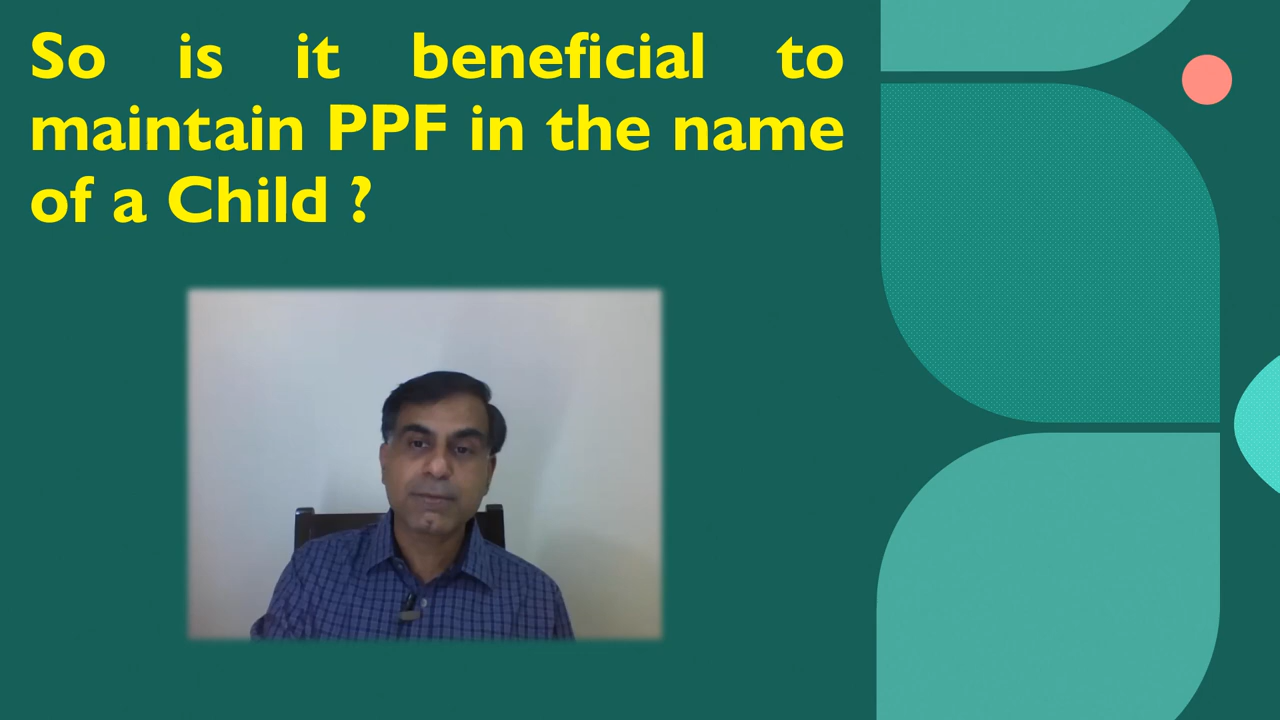 So is it beneficial to
maintain PPF in the name
of a Child ?